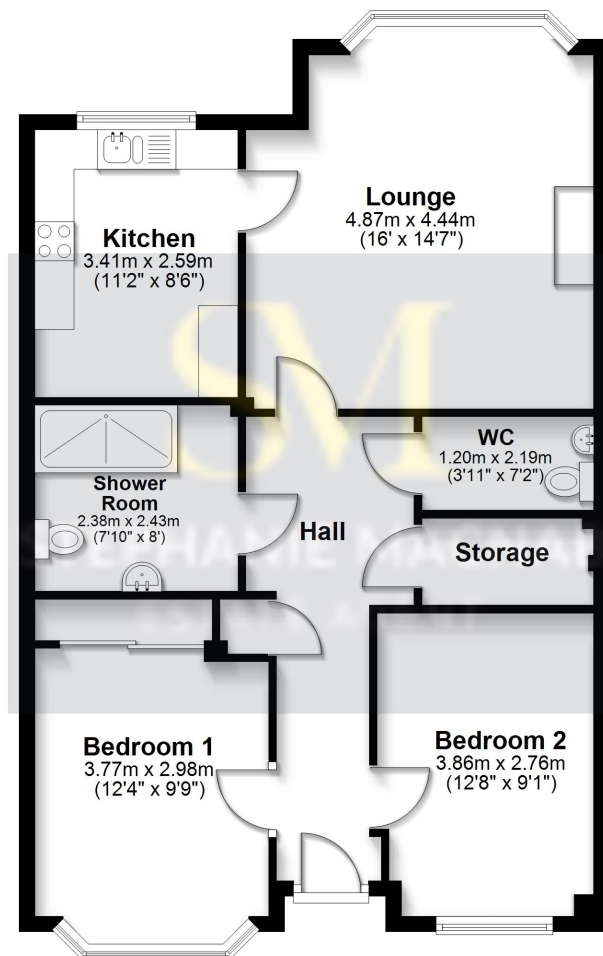 Lounge
4.87m x 4.44m
(16' x 14'7")
Kitchen
3.41m x 2.59m
(11'2" x 8'6")
WC
1.20m x 2.19m
(3'11" x 7'2")
Shower
Room
2.38m x 2.43m
(7'10" x 8')
Hall
Storage
Bedroom 1
3.77m x 2.98m
(12'4" x 9'9")
Bedroom 2
3.86m x 2.76m
(12'8" x 9'1")
SM